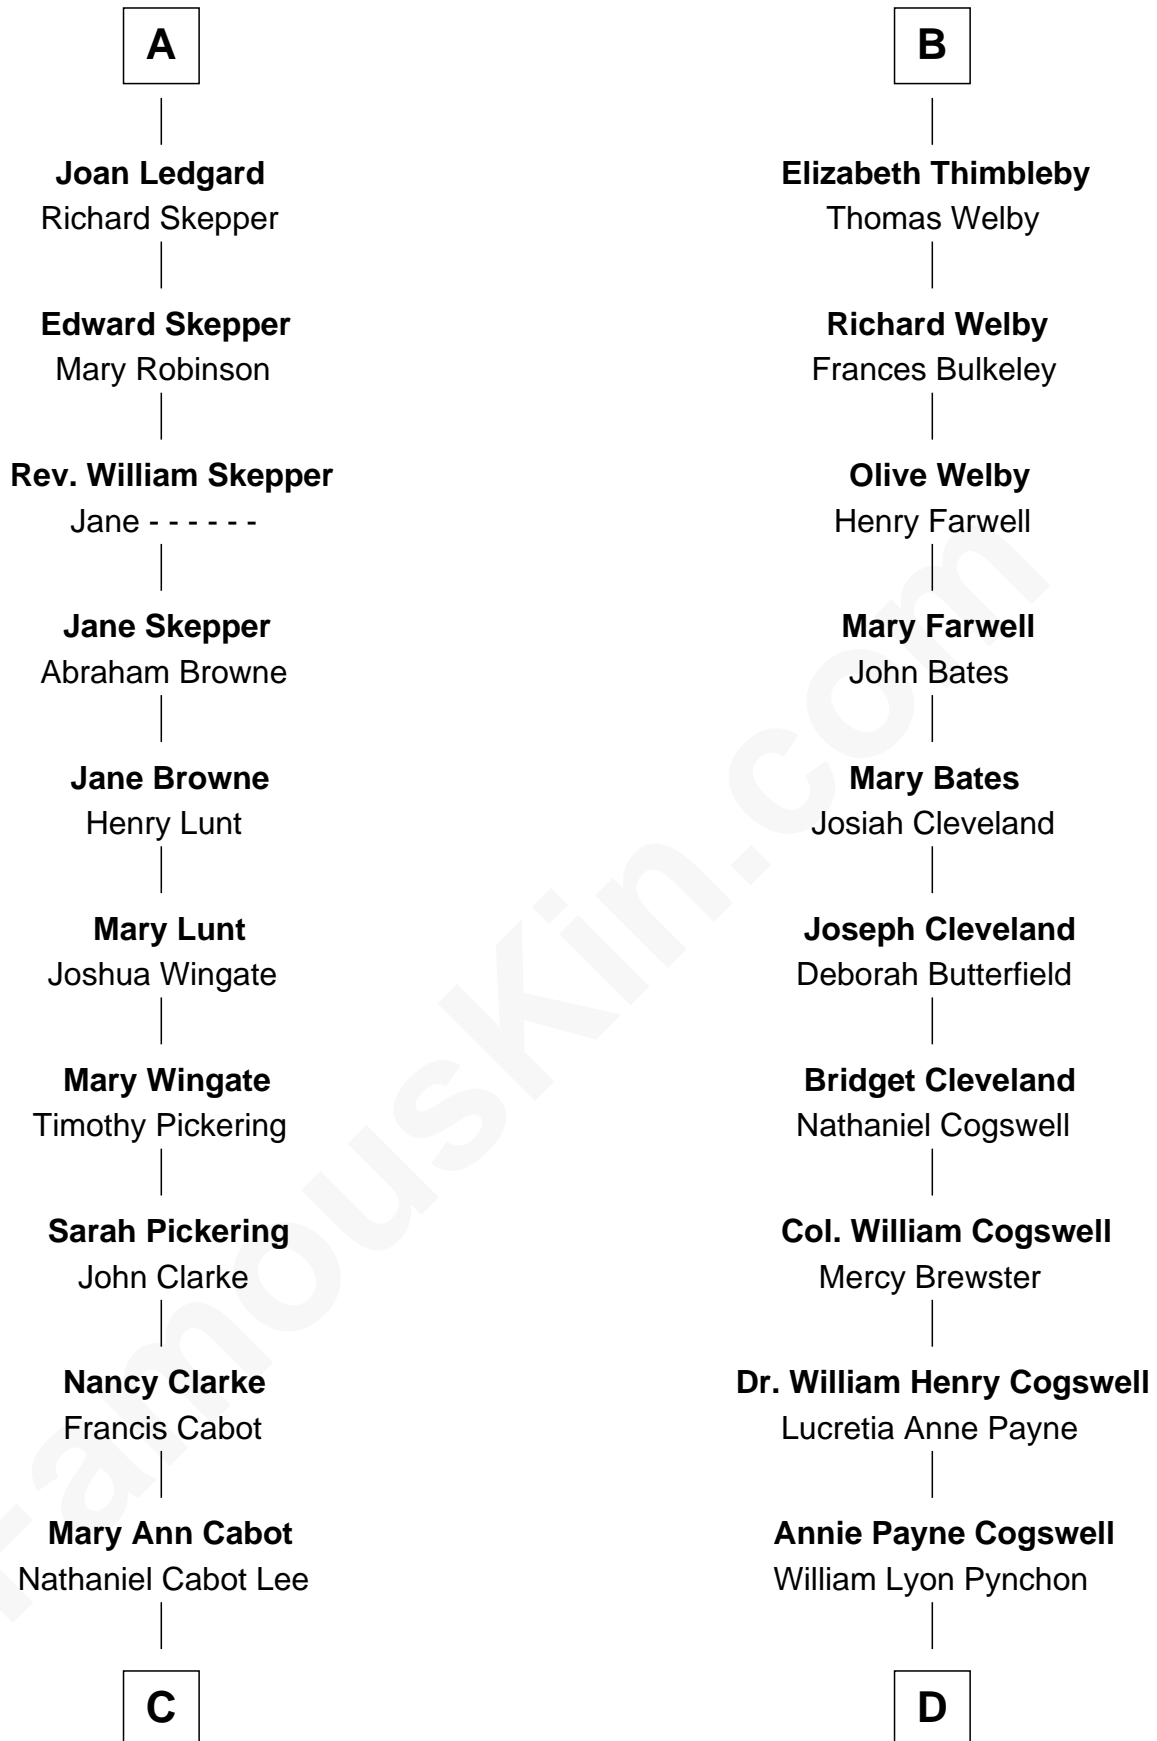 A
Joan Ledgard
Richard Skepper
Edward Skepper
Mary Robinson
Rev. William Skepper
Jane - - - - - -
Jane Skepper
Abraham Browne
Jane Browne
Henry Lunt
Mary Lunt
Joshua Wingate
Mary Wingate
Timothy Pickering
Sarah Pickering
John Clarke
Nancy Clarke
Francis Cabot
Mary Ann Cabot
Nathaniel Cabot Lee
C
B
Elizabeth Thimbleby
Thomas Welby
Richard Welby
Frances Bulkeley
Olive Welby
Henry Farwell
Mary Farwell
John Bates
Mary Bates
Josiah Cleveland
Joseph Cleveland
Deborah Butterfield
Bridget Cleveland
Nathaniel Cogswell
Col. William Cogswell
Mercy Brewster
Dr. William Henry Cogswell
Lucretia Anne Payne
Annie Payne Cogswell
William Lyon Pynchon
D
FamousKin.com